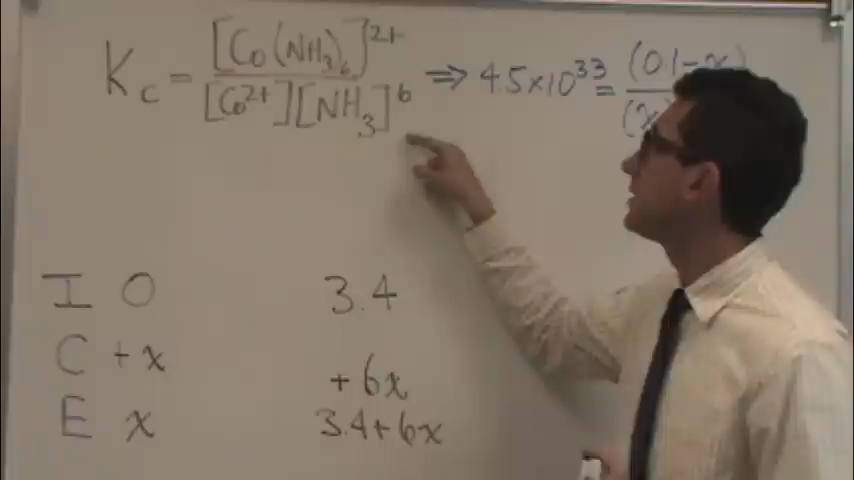 Kc = [Co(NH3)6]2+ / [Co2+][NH3]6 ⇒ 4.5×10^33 = (0.1-x) / (x)
I 0 3.4
C +x +6x
E x 3.4+6x